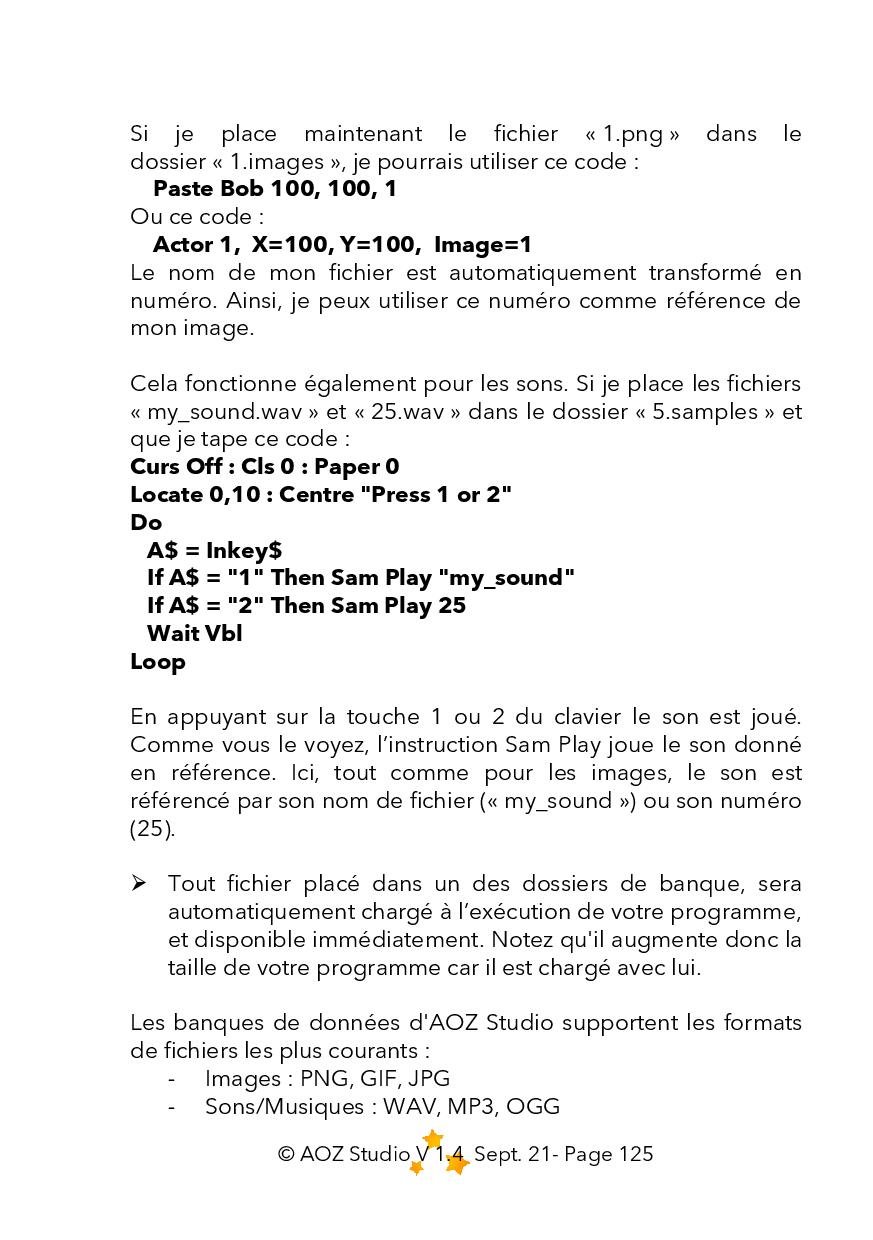 Si je place maintenant le fichier « 1.png » dans le
dossier « 1.images », je pourrais utiliser ce code :
Paste Bob 100, 100, 1
Ou ce code :
Actor 1,  X=100, Y=100,  Image=1
Le nom de mon fichier est automatiquement transformé en
numéro. Ainsi, je peux utiliser ce numéro comme référence de
mon image.
Cela fonctionne également pour les sons. Si je place les fichiers
« my_sound.wav » et « 25.wav » dans le dossier « 5.samples » et
que je tape ce code :
Curs Off : Cls 0 : Paper 0
Locate 0,10 : Centre "Press 1 or 2"
Do
A$ = Inkey$
If A$ = "1" Then Sam Play "my_sound"
If A$ = "2" Then Sam Play 25
Wait Vbl
Loop
En appuyant sur la touche 1 ou 2 du clavier le son est joué.
Comme vous le voyez, l’instruction Sam Play joue le son donné
en référence. Ici, tout comme pour les images, le son est
référencé par son nom de fichier (« my_sound ») ou son numéro
(25).
➢ Tout fichier placé dans un des dossiers de banque, sera
automatiquement chargé à l’exécution de votre programme,
et disponible immédiatement. Notez qu'il augmente donc la
taille de votre programme car il est chargé avec lui.
Les banques de données d'AOZ Studio supportent les formats
de fichiers les plus courants :
- Images : PNG, GIF, JPG
- Sons/Musiques : WAV, MP3, OGG
© AOZ Studio V 1.4  Sept. 21- Page 125